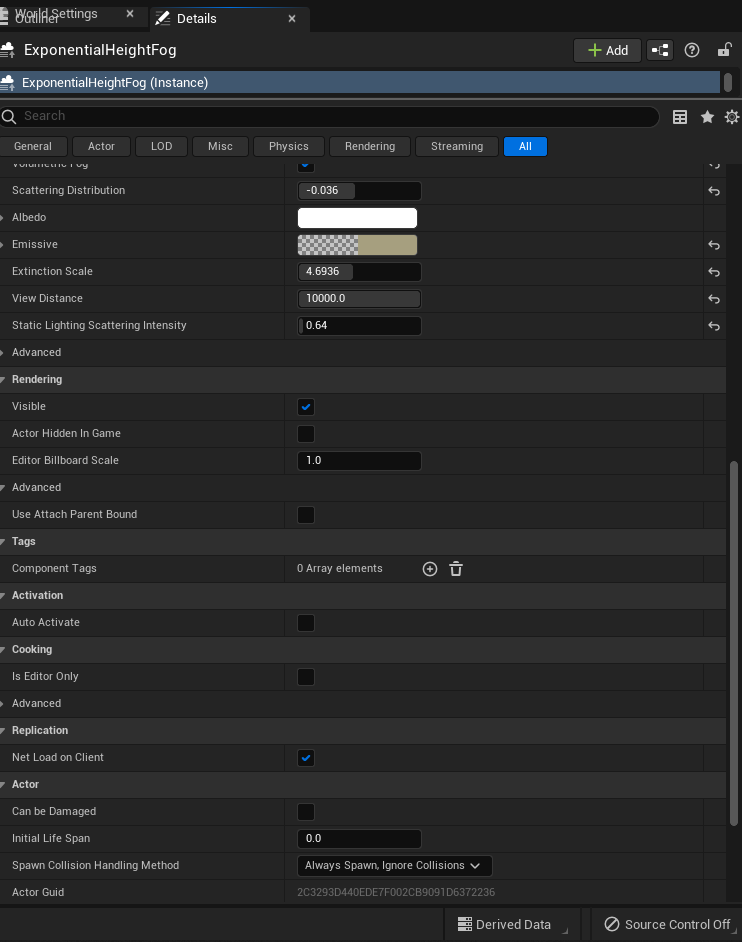 World Settings
Outliner
Details
ExponentialHeightFog
Add
ExponentialHeightFog (Instance)
Search
General Actor LOD Misc Physics Rendering Streaming All
Volumetric Fog
Scattering Distribution -0.036
Albedo
Emissive
Extinction Scale 4.6936
View Distance 10000.0
Static Lighting Scattering Intensity 0.64
Advanced
Rendering
Visible
Actor Hidden In Game
Editor Billboard Scale 1.0
Advanced
Use Attach Parent Bound
Tags
Component Tags 0 Array elements
Activation
Auto Activate
Cooking
Is Editor Only
Advanced
Replication
Net Load on Client
Actor
Can be Damaged
Initial Life Span 0.0
Spawn Collision Handling Method Always Spawn, Ignore Collisions
Actor Guid 2C3293D440EDE7F002CB9091D6372236
Derived Data Source Control Off